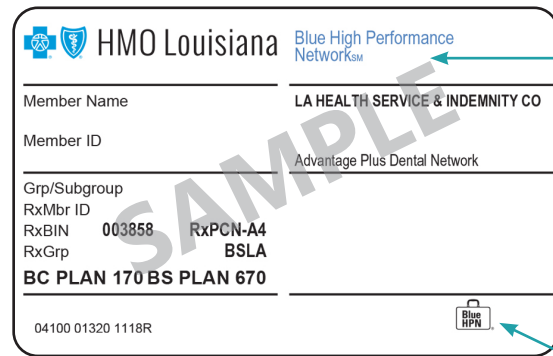 HMO Louisiana
Blue High Performance
NetworkSM
Member Name
Member ID
LA HEALTH SERVICE & INDEMNITY CO
Advantage Plus Dental Network
SAMPLE
Grp/Subgroup
RxMbr ID
RxBIN 003858 RxPCN-A4
RxGrp BSLA
BC PLAN 170 BS PLAN 670
04100 01320 1118R
Blue
HPN